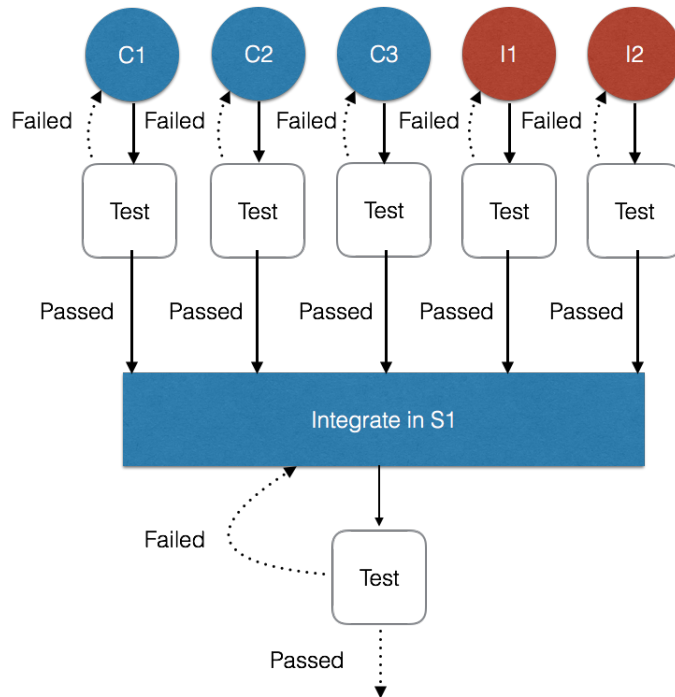 C1
C2
C3
I1
I2
Failed
Failed
Failed
Failed
Failed
Test
Test
Test
Test
Test
Passed
Passed
Passed
Passed
Passed
Integrate in S1
Failed
Test
Passed